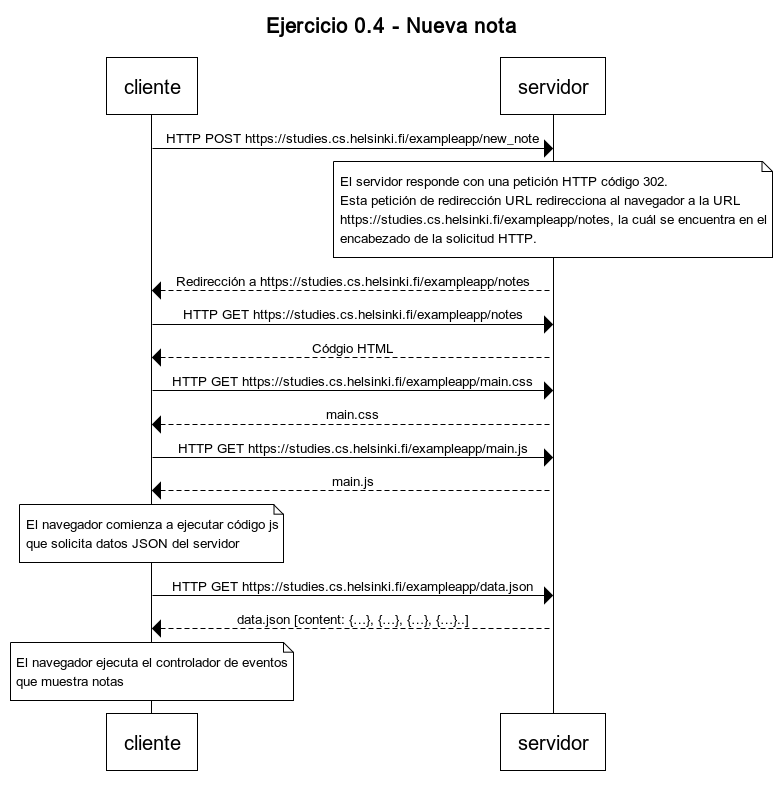 Ejercicio 0.4 - Nueva nota
cliente
servidor
HTTP POST https://studies.cs.helsinki.fi/exampleapp/new_note
El servidor responde con una petición HTTP código 302.
Esta petición de redirección URL redirecciona al navegador a la URL
https://studies.cs.helsinki.fi/exampleapp/notes, la cuál se encuentra en el
encabezado de la solicitud HTTP.
Redirección a https://studies.cs.helsinki.fi/exampleapp/notes
HTTP GET https://studies.cs.helsinki.fi/exampleapp/notes
Códgio HTML
HTTP GET https://studies.cs.helsinki.fi/exampleapp/main.css
main.css
HTTP GET https://studies.cs.helsinki.fi/exampleapp/main.js
main.js
El navegador comienza a ejecutar código js
que solicita datos JSON del servidor
HTTP GET https://studies.cs.helsinki.fi/exampleapp/data.json
data.json [content: {...}, {...}, {...}, {...}..]
El navegador ejecuta el controlador de eventos
que muestra notas
cliente
servidor